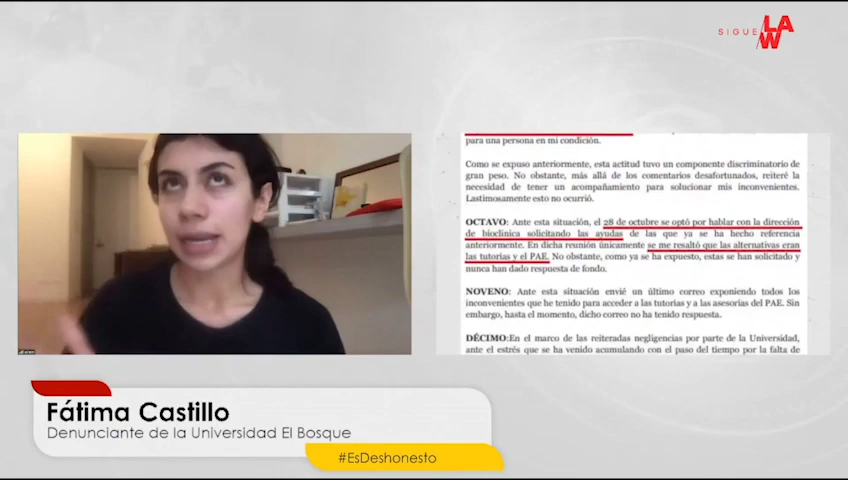 SIGUE LA W
para una persona en mi condición.
Como se expuso anteriormente, esta actitud tuvo un componente discriminatorio de
gran peso. No obstante, más allá de los comentarios desafortunados, reiteré la
necesidad de tener un acompañamiento para solucionar mis inconvenientes.
Lastimosamente esto no ocurrió.
OCTAVO: Ante esta situación, el 28 de octubre se optó por hablar con la dirección
de bioclínica solicitando las ayudas de las que ya se ha hecho referencia
anteriormente. En dicha reunión únicamente se me resaltó que las alternativas eran
las tutorías y el PAE. No obstante, como ya se ha expuesto, estas se han solicitado y
nunca han dado respuesta de fondo.
NOVENO: Ante esta situación envié un último correo exponiendo todos los
inconvenientes que he tenido para acceder a las tutorías y a las asesorías del PAE. Sin
embargo, hasta el momento, dicho correo no ha tenido respuesta.
DÉCIMO:En el marco de las reiteradas negligencias por parte de la Universidad,
ante el estrés que se ha venido acumulando con el paso del tiempo por la falta de
Fátima Castillo
Denunciante de la Universidad El Bosque
#EsDeshonesto